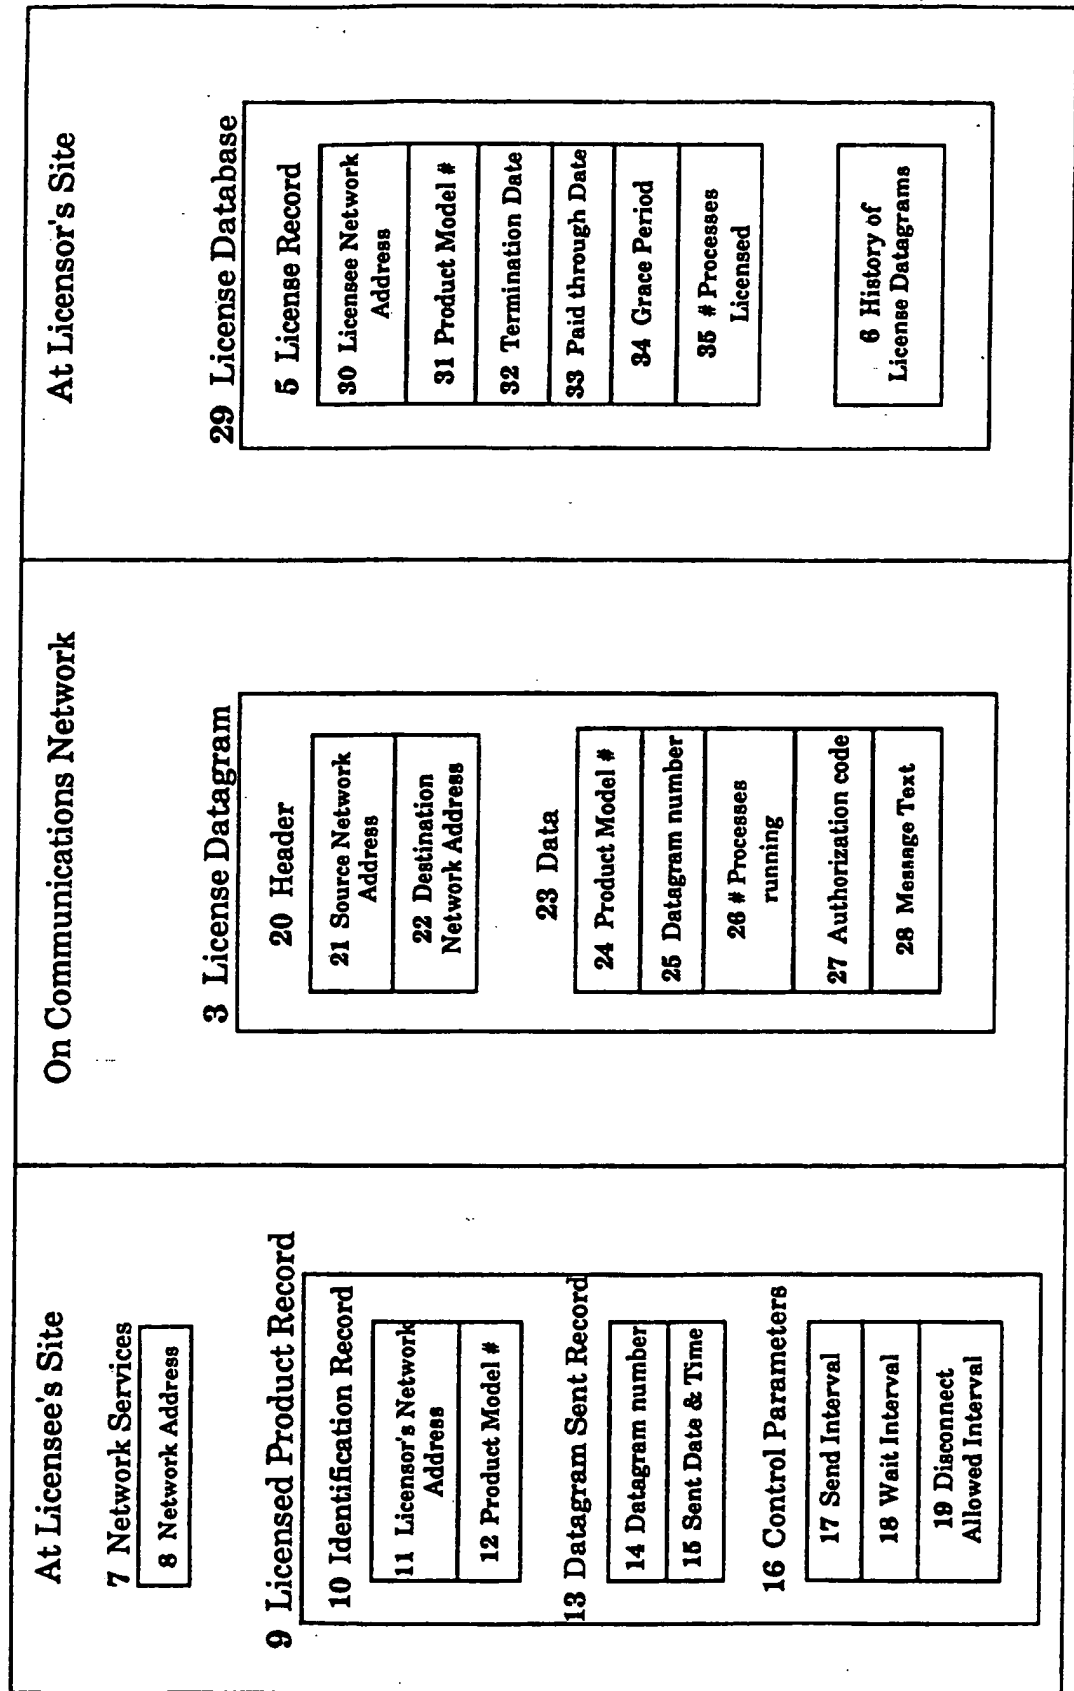 At Licensee's Site
7 Network Services
8 Network Address
9 Licensed Product Record
10 Identification Record
11 Licensor's Network
Address
12 Product Model #
13 Datagram Sent Record
14 Datagram number
15 Sent Date & Time
16 Control Parameters
17 Send Interval
18 Wait Interval
19 Disconnect
Allowed Interval
On Communications Network
3 License Datagram
20 Header
21 Source Network
Address
22 Destination
Network Address
23 Data
24 Product Model #
25 Datagram number
26 # Processes
running
27 Authorization code
28 Message Text
At Licensor's Site
29 License Database
5 License Record
30 Licensee Network
Address
31 Product Model #
32 Termination Date
33 Paid through Date
34 Grace Period
35 # Processes
Licensed
6 History of
License Datagrams